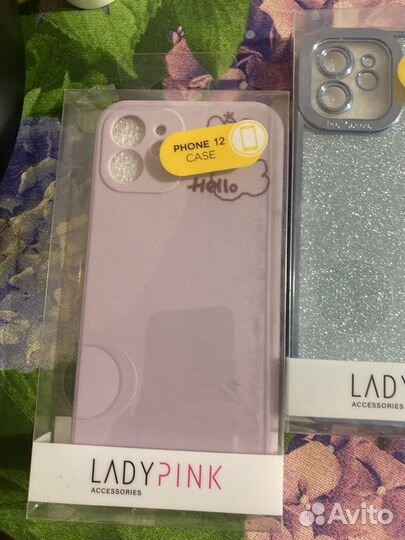 PHONE 12
CASE
Hello
LADYPINK
ACCESSORIES
LADY
ACCESSORIES
Avito